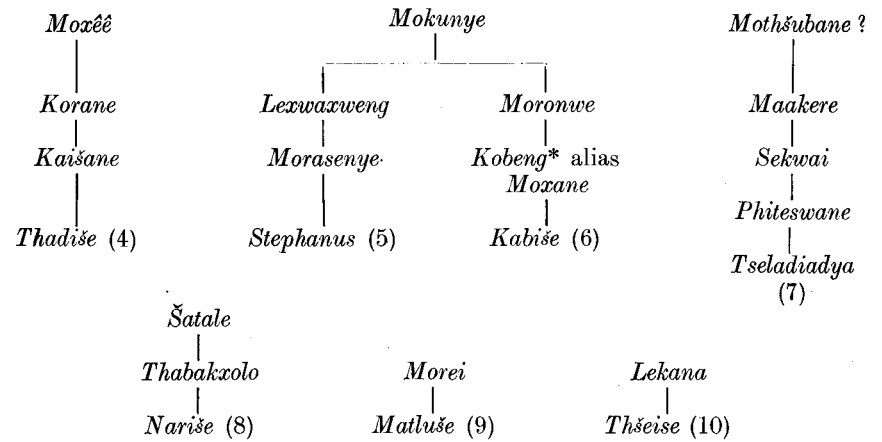 Moxêê Mokunye Mothšubane ?
Korane Lexwaxweng Moronwe Maakere
Kaišane Morasenye Kobeng* alias Sekwai
Moxane
Phiteswane
Thadiše (4) Stephanus (5) Kabiše (6)
Tseladiadya
(7)
Šatale
Thabakxolo Morei Lekana
Nariše (8) Matluše (9) Thšeise (10)